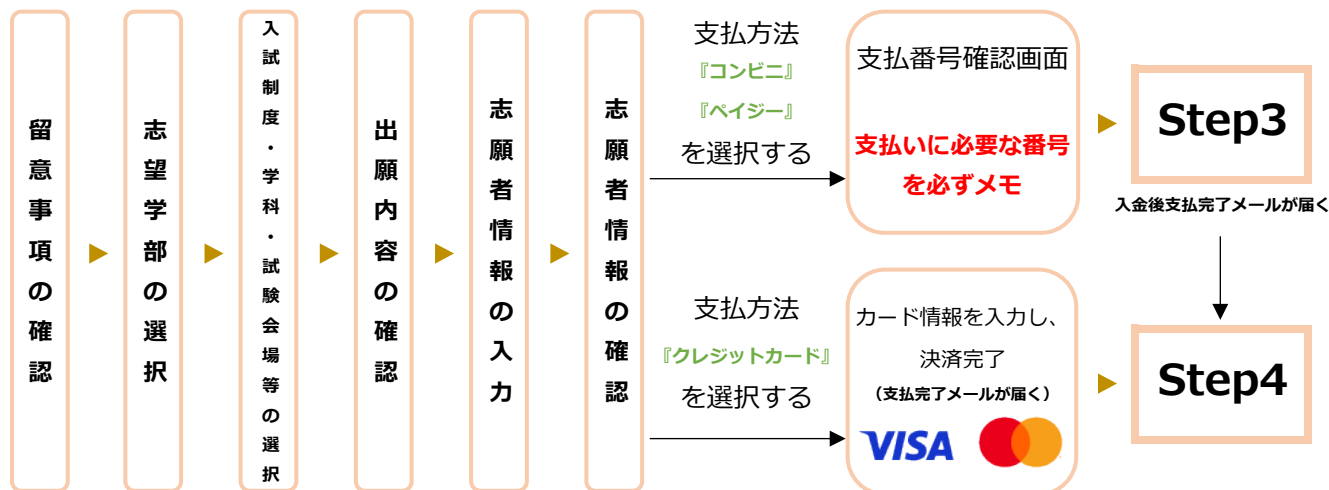 留意事項の確認
志望学部の選択
入試制度・学科・試験会場等の選択
出願内容の確認
志願者情報の入力
志願者情報の確認
支払方法
『コンビニ』
『ペイジー』
を選択する
支払番号確認画面
支払いに必要な番号
を必ずメモ
Step3
入金後支払完了メールが届く
支払方法
『クレジットカード』
を選択する
カード情報を入力し、
決済完了
（支払完了メールが届く）
VISA
Step4